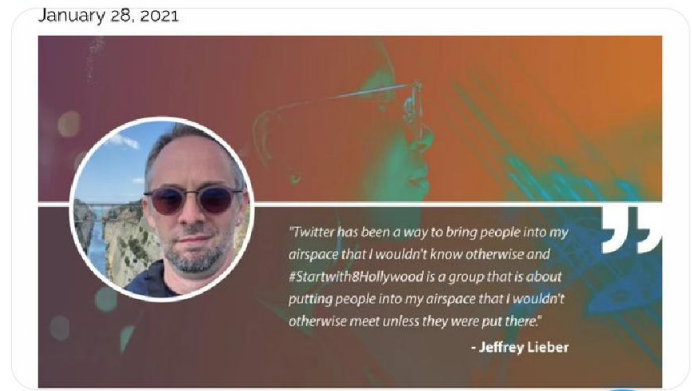 January 28, 2021
"Twitter has been a way to bring people into my
airspace that I wouldn't know otherwise and
#Startwith8Hollywood is a group that is about
putting people into my airspace that I wouldn't
otherwise meet unless they were put there."
- Jeffrey Lieber